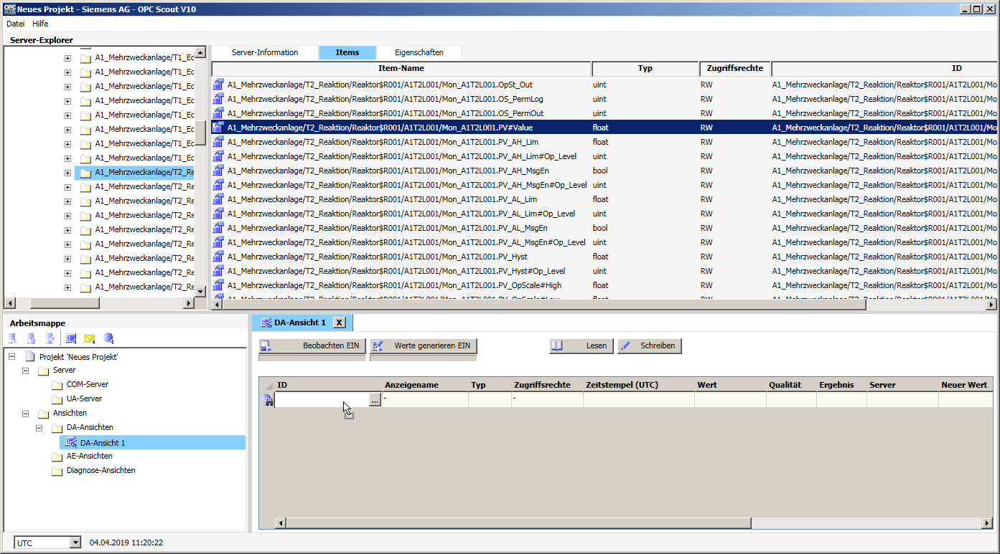 Neues Projekt - Siemens AG - OPC Scout V10
Datei Hilfe
Server-Explorer
A1_Mehrzweckanlage/T1_Ec
A1_Mehrzweckanlage/T1_Ec
A1_Mehrzweckanlage/T1_Ec
A1_Mehrzweckanlage/T1_Ec
A1_Mehrzweckanlage/T1_Ec
A1_Mehrzweckanlage/T1_Ec
A1_Mehrzweckanlage/T1_Ec
A1_Mehrzweckanlage/T1_Ec
A1_Mehrzweckanlage/T2_Re
A1_Mehrzweckanlage/T2_Re
A1_Mehrzweckanlage/T2_Re
A1_Mehrzweckanlage/T2_Re
A1_Mehrzweckanlage/T2_Re
A1_Mehrzweckanlage/T2_Re
A1_Mehrzweckanlage/T2_Re
A1_Mehrzweckanlage/T2_Re
A1_Mehrzweckanlage/T2_Re
Server-Information Items Eigenschaften
Item-Name Typ Zugriffsrechte ID
A1_Mehrzweckanlage/T2_Reaktion/Reaktor$R001/A1T2L001/Mon_A1T2L001.OpSt_Out uint RW A1_Mehrzweckanlage/T2_Reaktion/Reaktor$R001/A1T2L001/Mo
A1_Mehrzweckanlage/T2_Reaktion/Reaktor$R001/A1T2L001/Mon_A1T2L001.OS_PermLog uint RW A1_Mehrzweckanlage/T2_Reaktion/Reaktor$R001/A1T2L001/Mo
A1_Mehrzweckanlage/T2_Reaktion/Reaktor$R001/A1T2L001/Mon_A1T2L001.OS_PermOut uint RW A1_Mehrzweckanlage/T2_Reaktion/Reaktor$R001/A1T2L001/Mo
A1_Mehrzweckanlage/T2_Reaktion/Reaktor$R001/A1T2L001/Mon_A1T2L001.PV#Value float RW A1_Mehrzweckanlage/T2_Reaktion/Reaktor$R001/A1T2L001/Mo
A1_Mehrzweckanlage/T2_Reaktion/Reaktor$R001/A1T2L001/Mon_A1T2L001.PV_AH_Lim float RW A1_Mehrzweckanlage/T2_Reaktion/Reaktor$R001/A1T2L001/Mo
A1_Mehrzweckanlage/T2_Reaktion/Reaktor$R001/A1T2L001/Mon_A1T2L001.PV_AH_Lim#Op_Level uint RW A1_Mehrzweckanlage/T2_Reaktion/Reaktor$R001/A1T2L001/Mo
A1_Mehrzweckanlage/T2_Reaktion/Reaktor$R001/A1T2L001/Mon_A1T2L001.PV_AH_MsgEn bool RW A1_Mehrzweckanlage/T2_Reaktion/Reaktor$R001/A1T2L001/Mo
A1_Mehrzweckanlage/T2_Reaktion/Reaktor$R001/A1T2L001/Mon_A1T2L001.PV_AH_MsgEn#Op_Level uint RW A1_Mehrzweckanlage/T2_Reaktion/Reaktor$R001/A1T2L001/Mo
A1_Mehrzweckanlage/T2_Reaktion/Reaktor$R001/A1T2L001/Mon_A1T2L001.PV_AL_Lim float RW A1_Mehrzweckanlage/T2_Reaktion/Reaktor$R001/A1T2L001/Mo
A1_Mehrzweckanlage/T2_Reaktion/Reaktor$R001/A1T2L001/Mon_A1T2L001.PV_AL_Lim#Op_Level uint RW A1_Mehrzweckanlage/T2_Reaktion/Reaktor$R001/A1T2L001/Mo
A1_Mehrzweckanlage/T2_Reaktion/Reaktor$R001/A1T2L001/Mon_A1T2L001.PV_AL_MsgEn bool RW A1_Mehrzweckanlage/T2_Reaktion/Reaktor$R001/A1T2L001/Mo
A1_Mehrzweckanlage/T2_Reaktion/Reaktor$R001/A1T2L001/Mon_A1T2L001.PV_AL_MsgEn#Op_Level uint RW A1_Mehrzweckanlage/T2_Reaktion/Reaktor$R001/A1T2L001/Mo
A1_Mehrzweckanlage/T2_Reaktion/Reaktor$R001/A1T2L001/Mon_A1T2L001.PV_Hyst float RW A1_Mehrzweckanlage/T2_Reaktion/Reaktor$R001/A1T2L001/Mo
A1_Mehrzweckanlage/T2_Reaktion/Reaktor$R001/A1T2L001/Mon_A1T2L001.PV_Hyst#Op_Level uint RW A1_Mehrzweckanlage/T2_Reaktion/Reaktor$R001/A1T2L001/Mo
A1_Mehrzweckanlage/T2_Reaktion/Reaktor$R001/A1T2L001/Mon_A1T2L001.PV_OpScale#High float RW A1_Mehrzweckanlage/T2_Reaktion/Reaktor$R001/A1T2L001/Mo
Arbeitsmappe
Projekt 'Neues Projekt'
Server
COM-Server
UA-Server
Ansichten
DA-Ansichten
DA-Ansicht 1
AE-Ansichten
Diagnose-Ansichten
DA-Ansicht 1 X
Beobachten EIN Werte generieren EIN Lesen Schreiben
ID Anzeigename Typ Zugriffsrechte Zeitstempel (UTC) Wert Qualität Ergebnis Server Neuer Wert
... - -
UTC 04.04.2019 11:20:22